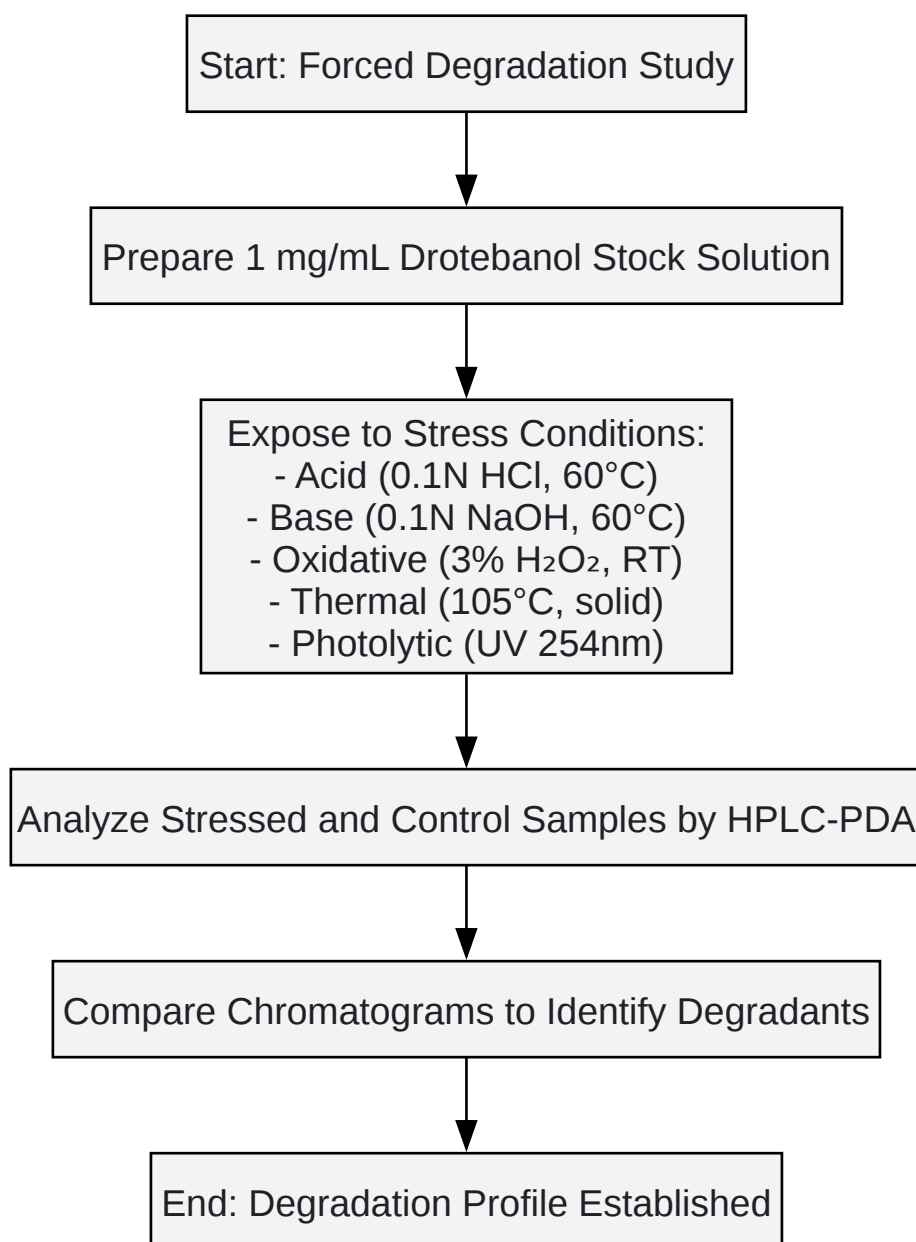 Start: Forced Degradation Study
Prepare 1 mg/mL Drotebanol Stock Solution
Expose to Stress Conditions:
- Acid (0.1N HCl, 60°C)
- Base (0.1N NaOH, 60°C)
- Oxidative (3% H₂O₂, RT)
- Thermal (105°C, solid)
- Photolytic (UV 254nm)
Analyze Stressed and Control Samples by HPLC-PDA
Compare Chromatograms to Identify Degradants
End: Degradation Profile Established